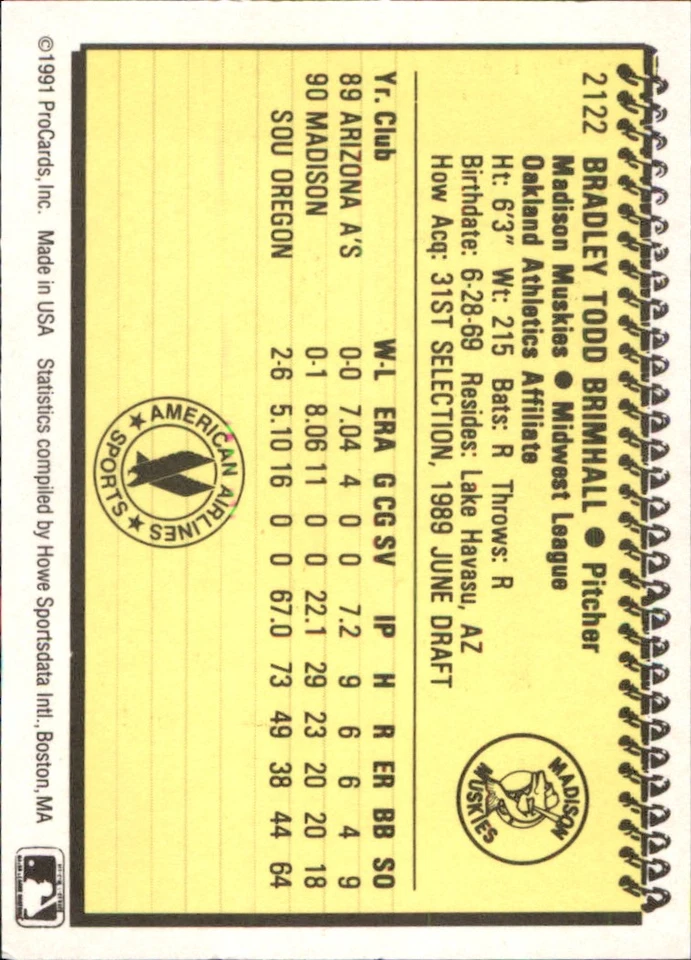 2122 BRADLEY TODD BRIMHALL ● Pitcher
Madison Muskies ● Midwest League
Oakland Athletics Affiliate
Ht: 6'3" Wt: 215 Bats: R Throws: R
Birthdate: 6-28-69 Resides: Lake Havasu, AZ
How Acq: 31ST SELECTION, 1989 JUNE DRAFT
MADISON
MUSKIES
Yr. Club W-L ERA G CG SV IP H R ER BB SO
89 ARIZONA A'S 0-0 7.04 4 0 0 7.2 9 6 6 4 9
90 MADISON 0-1 8.06 11 0 0 22.1 29 23 20 20 18
SOU OREGON 2-6 5.10 16 0 0 67.0 73 49 38 44 64
★ AMERICAN AIRLINES ★
SPORTS
©1991 ProCards, Inc. Made in USA Statistics compiled by Howe Sportsdata Intl., Boston, MA